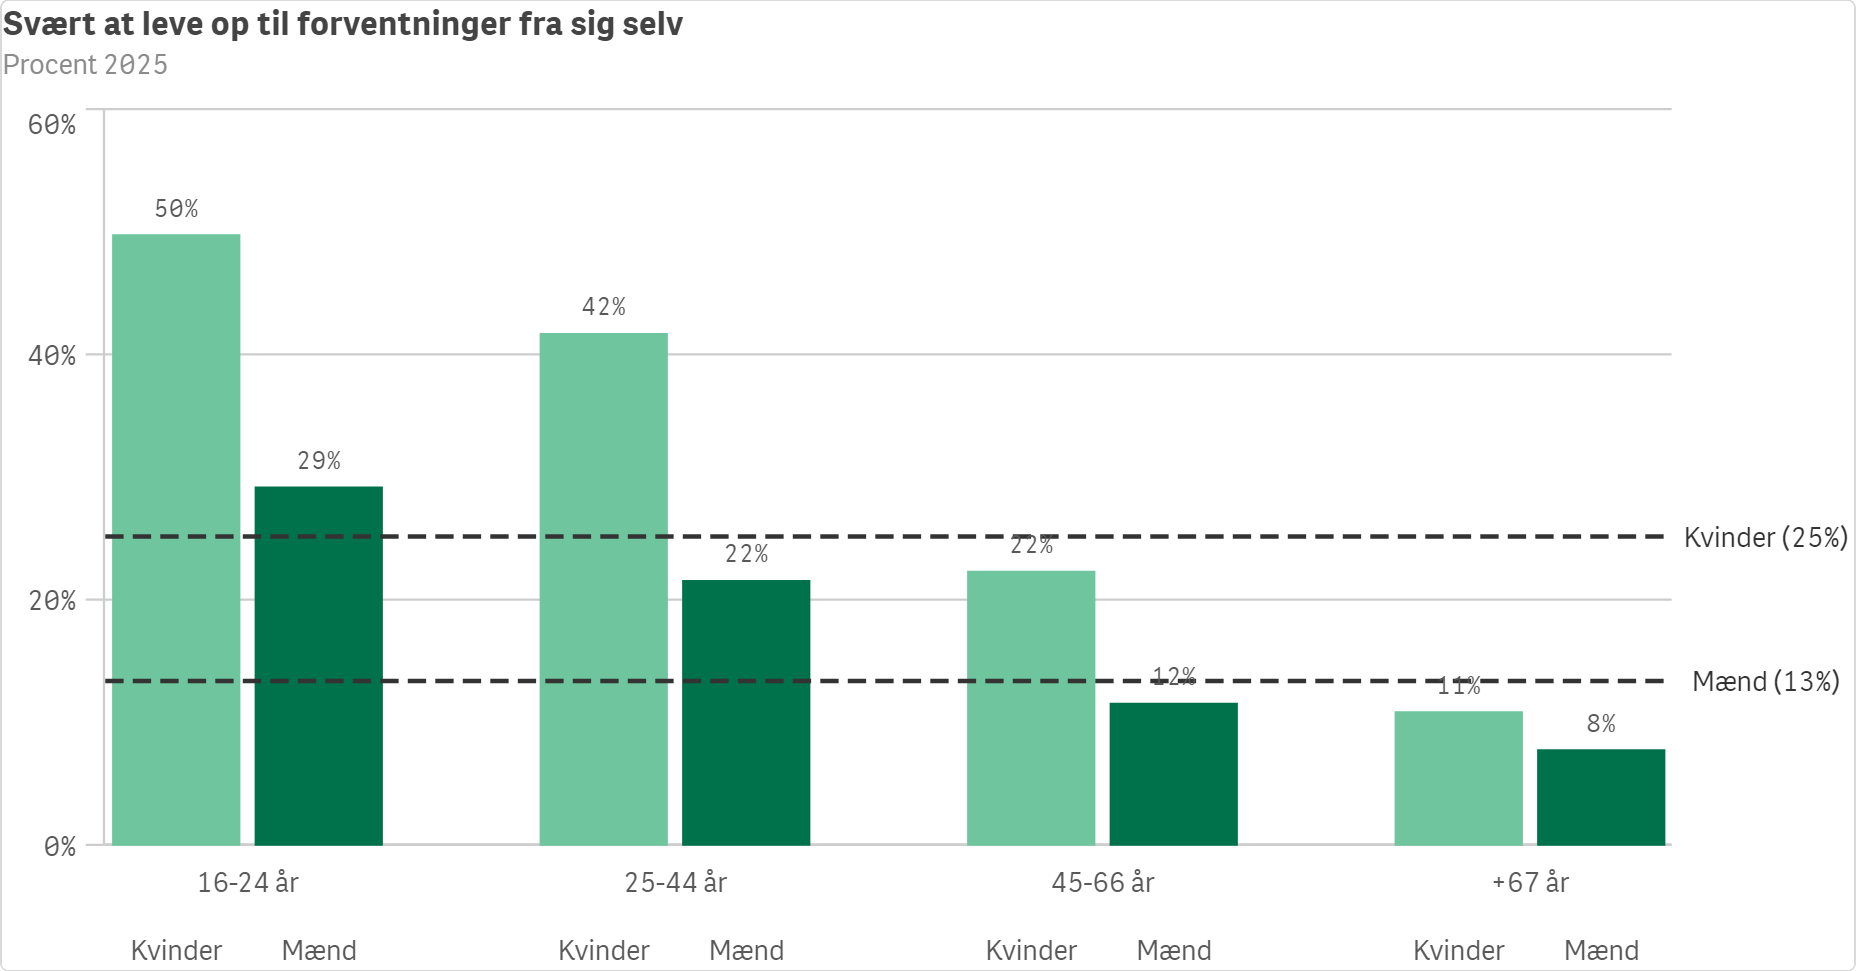 Svært at leve op til forventninger fra sig selv
Procent 2025
60%
50%
42%
40%
29%
Kvinder (25%)
22%
22%
20%
Mænd (13%)
12%
11%
8%
0%
16-24 år
25-44 år
45-66 år
+67 år
Kvinder Mænd Kvinder Mænd Kvinder Mænd Kvinder Mænd